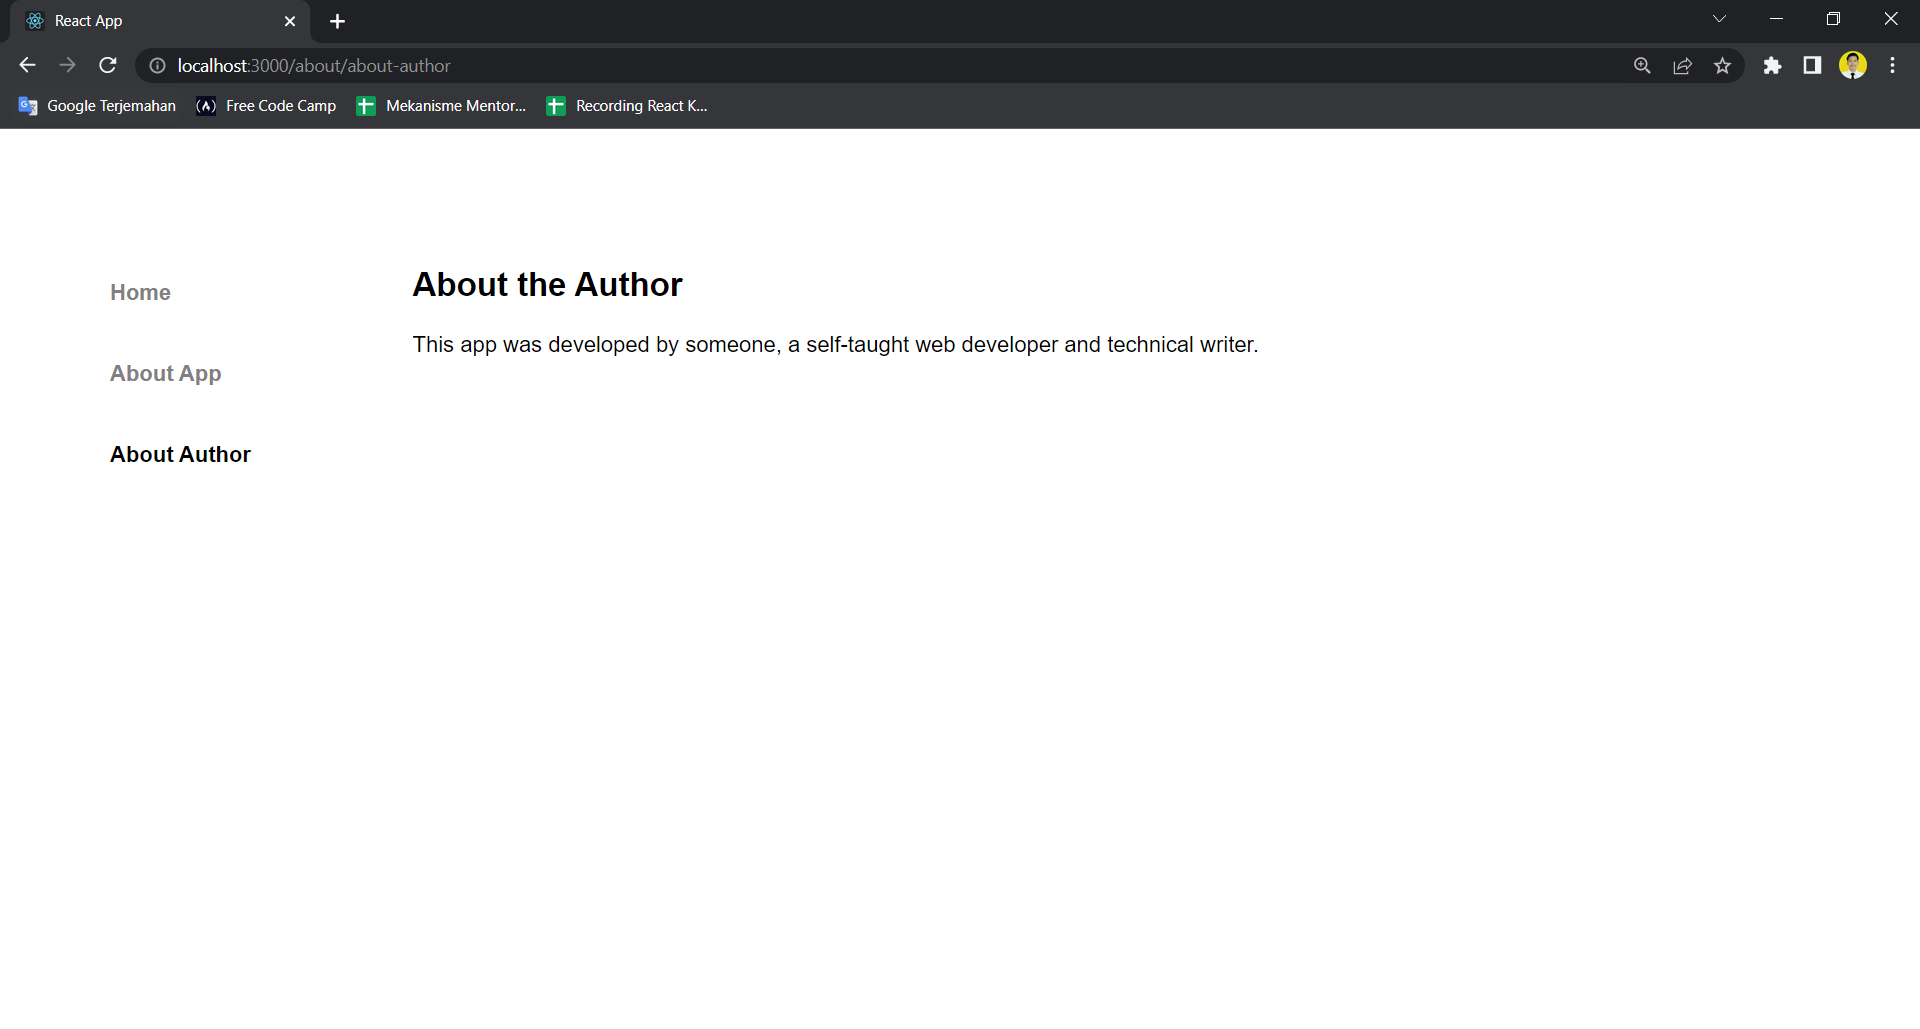 React App
localhost:3000/about/about-author
Google Terjemahan Free Code Camp Mekanisme Mentor... Recording React K...
About the Author
This app was developed by someone, a self-taught web developer and technical writer.
Home
About App
About Author